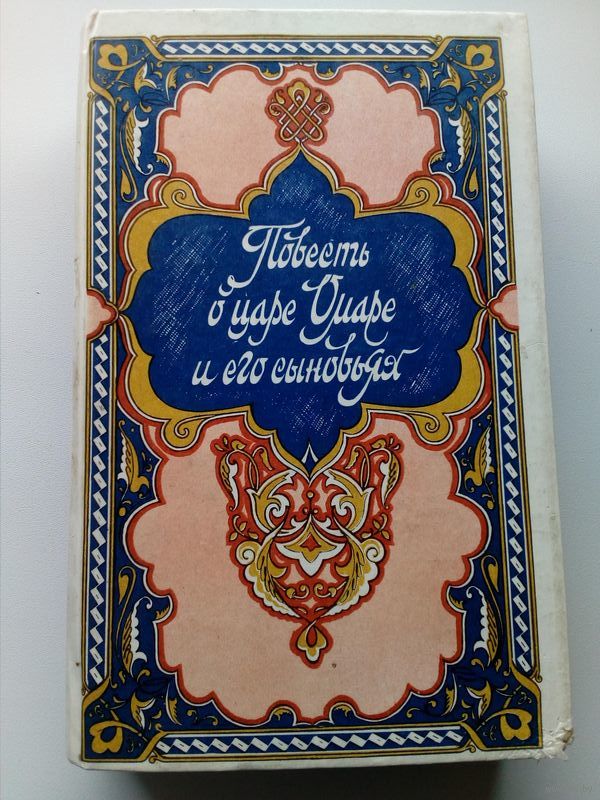 Повесть
о царе Омаре
и его сыновьях